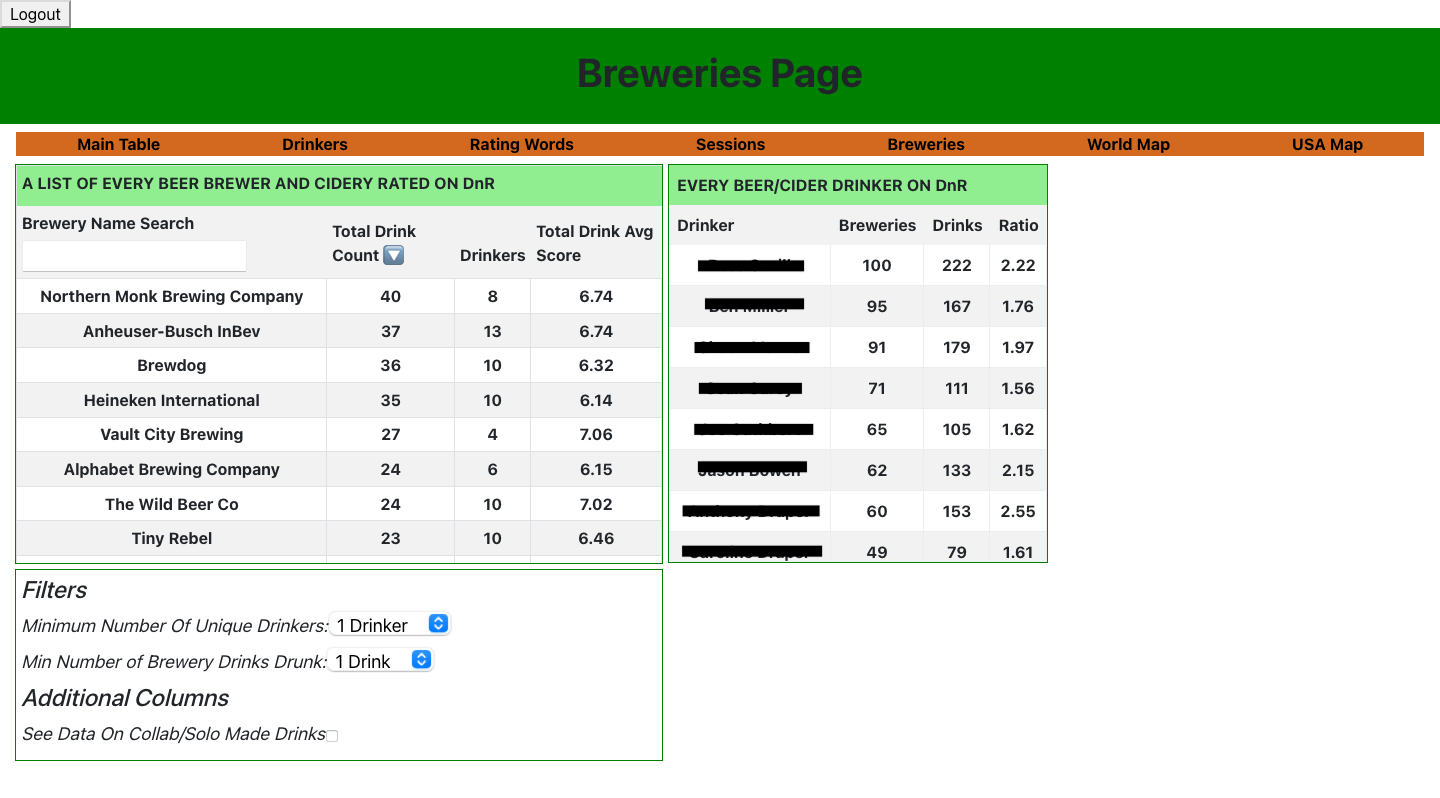 Logout
Breweries Page
Main Table Drinkers Rating Words Sessions Breweries World Map USA Map
A LIST OF EVERY BEER BREWER AND CIDERY RATED ON DnR
Brewery Name Search
Total Drink Count Drinkers Total Drink Avg Score
Northern Monk Brewing Company 40 8 6.74
Anheuser-Busch InBev 37 13 6.74
Brewdog 36 10 6.32
Heineken International 35 10 6.14
Vault City Brewing 27 4 7.06
Alphabet Brewing Company 24 6 6.15
The Wild Beer Co 24 10 7.02
Tiny Rebel 23 10 6.46
EVERY BEER/CIDER DRINKER ON DnR
Drinker Breweries Drinks Ratio
100 222 2.22
95 167 1.76
91 179 1.97
71 111 1.56
65 105 1.62
62 133 2.15
60 153 2.55
49 79 1.61
Filters
Minimum Number Of Unique Drinkers: 1 Drinker
Min Number of Brewery Drinks Drunk: 1 Drink
Additional Columns
See Data On Collab/Solo Made Drinks